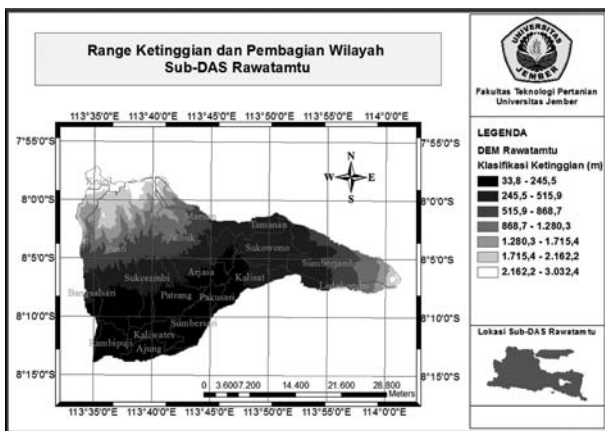 Range Ketinggian dan Pembagian Wilayah
Sub-DAS Rawatamtu
UNIVERSITAS
JEMBER
Fakultas Teknologi Pertanian
Universitas Jember
LEGENDA
DEM Rawatamtu
Klasifikasi Ketinggian (m)
33,8 - 245,5
245,5 - 515,9
515,9 - 868,7
868,7 - 1.280,3
1.280,3 - 1.715,4
1.715,4 - 2.162,2
2.162,2 - 3.032,4
Lokasi Sub-DAS Rawatamtu
113°35'0"E 113°40'0"E 113°45'0"E 113°50'0"E 113°55'0"E 114°0'0"E
7°55'0"S 7°55'0"S
8°0'0"S 8°0'0"S
8°5'0"S 8°5'0"S
8°10'0"S 8°10'0"S
8°15'0"S 8°15'0"S
N
W E
S
Maesan
Tamanan
Panti
Jelbuk
Sukowono
Sumberjambe
Sukorambi
Arjasa
Kalisat
Ledokombo
Bangsalsari
Patrang
Pakusari
Sumbersari
Kaliwates
Rambipuji
Ajung
0 3.600 7.200 14.400 21.600 28.800
Meters
113°35'0"E 113°40'0"E 113°45'0"E 113°50'0"E 113°55'0"E 114°0'0"E